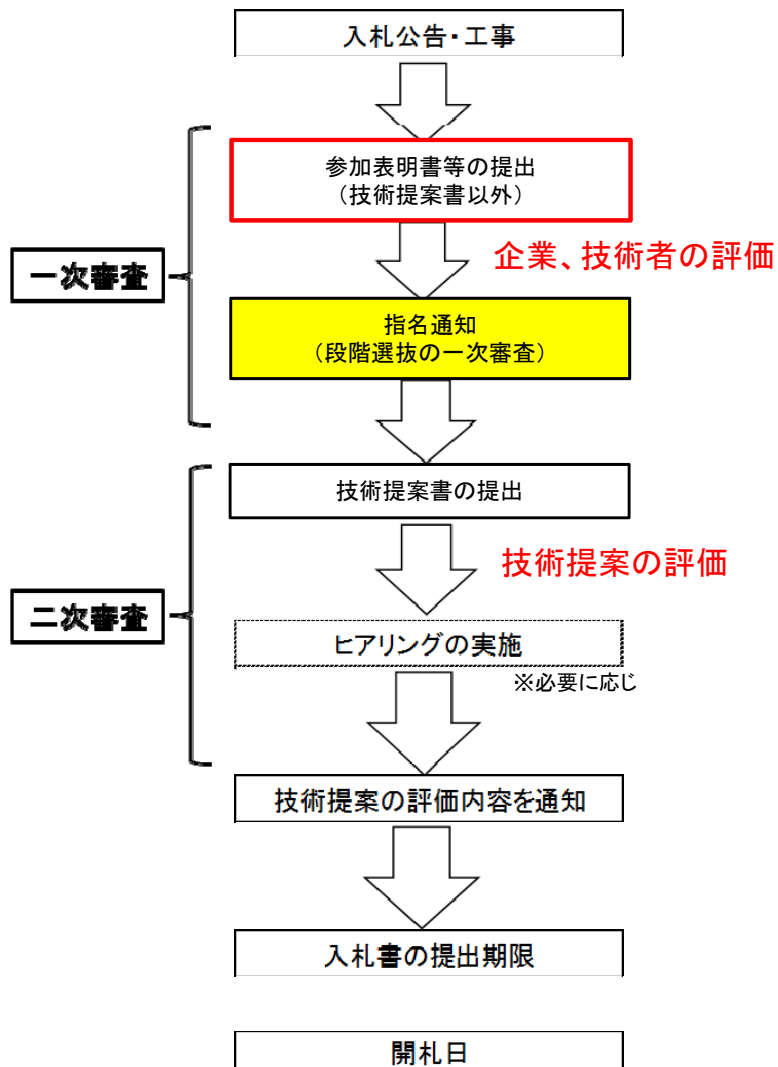 入札公告・工事
参加表明書等の提出
（技術提案書以外）
企業、技術者の評価
一次審査
指名通知
（段階選抜の一次審査）
技術提案書の提出
技術提案の評価
二次審査
ヒアリングの実施
※必要に応じ
技術提案の評価内容を通知
入札書の提出期限
開札日